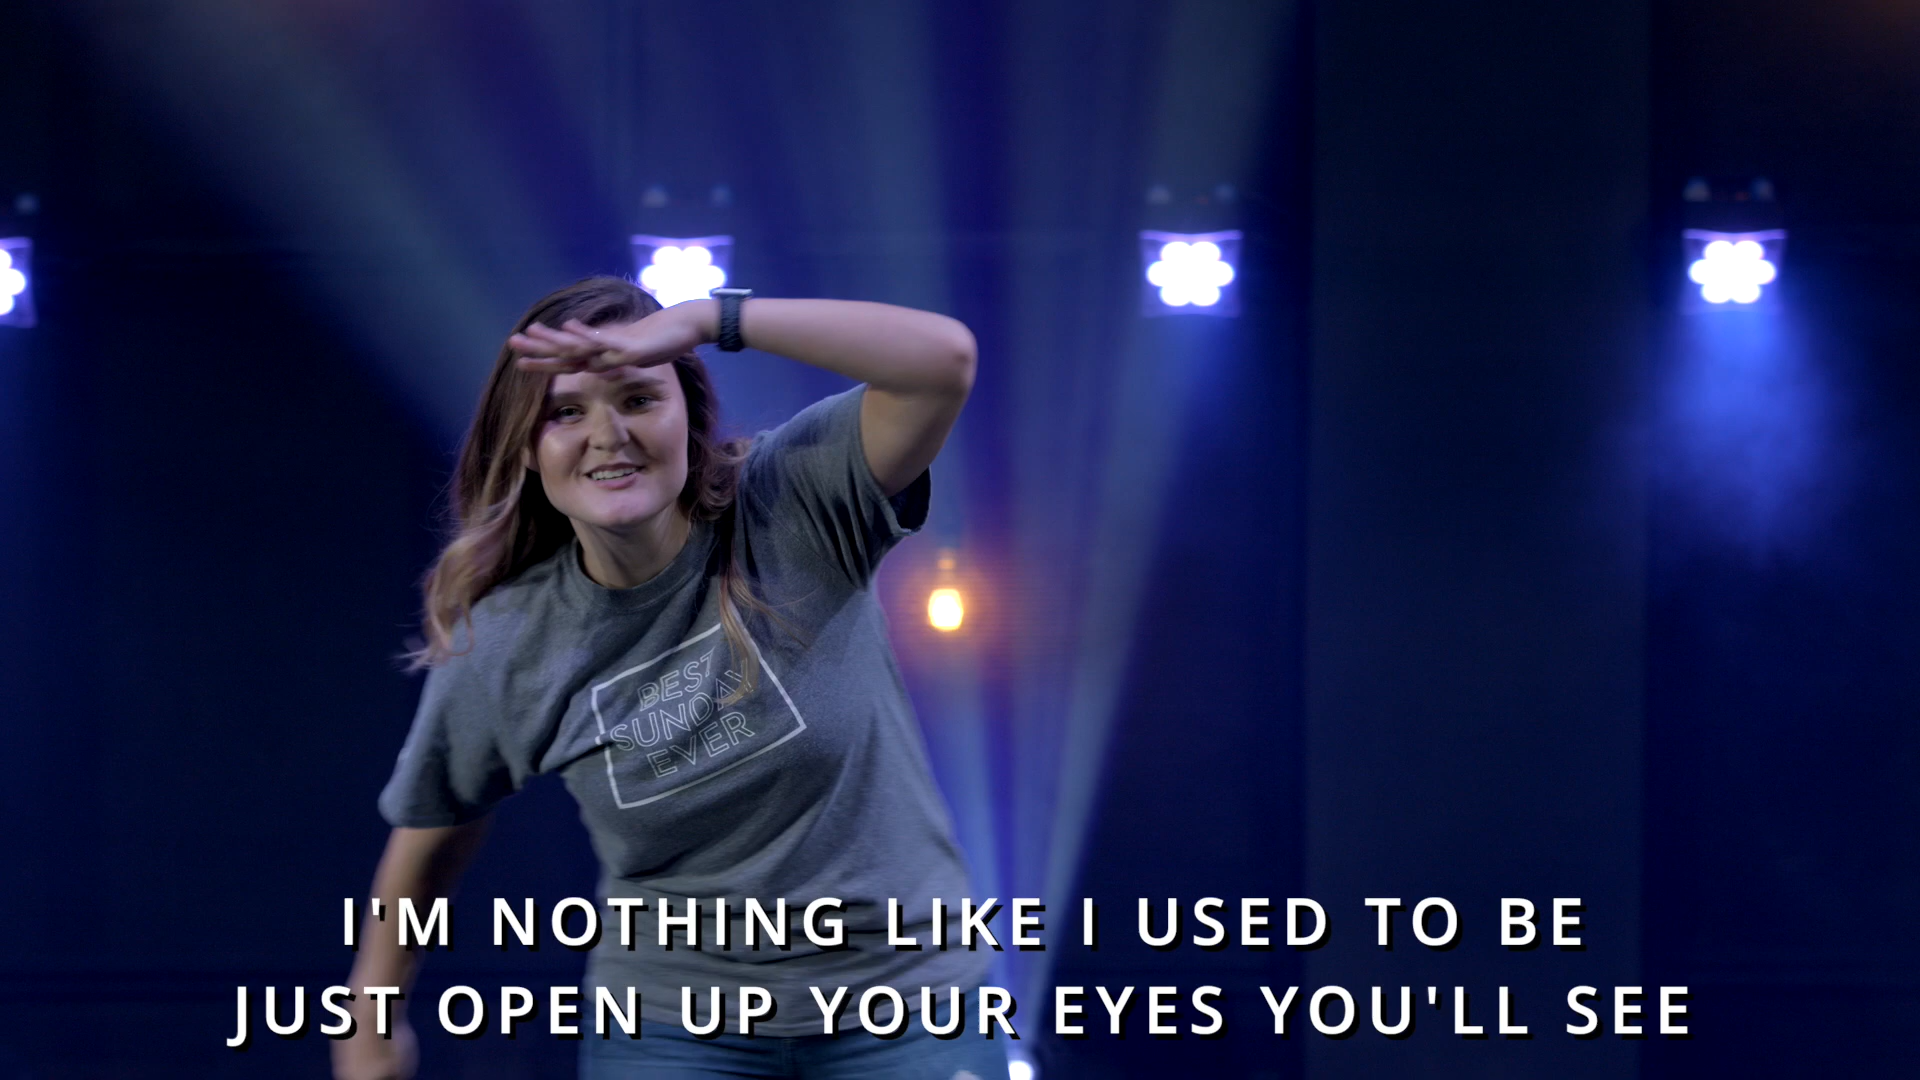 BEST
SUNDAY
EVER
I'M NOTHING LIKE I USED TO BE
JUST OPEN UP YOUR EYES YOU'LL SEE